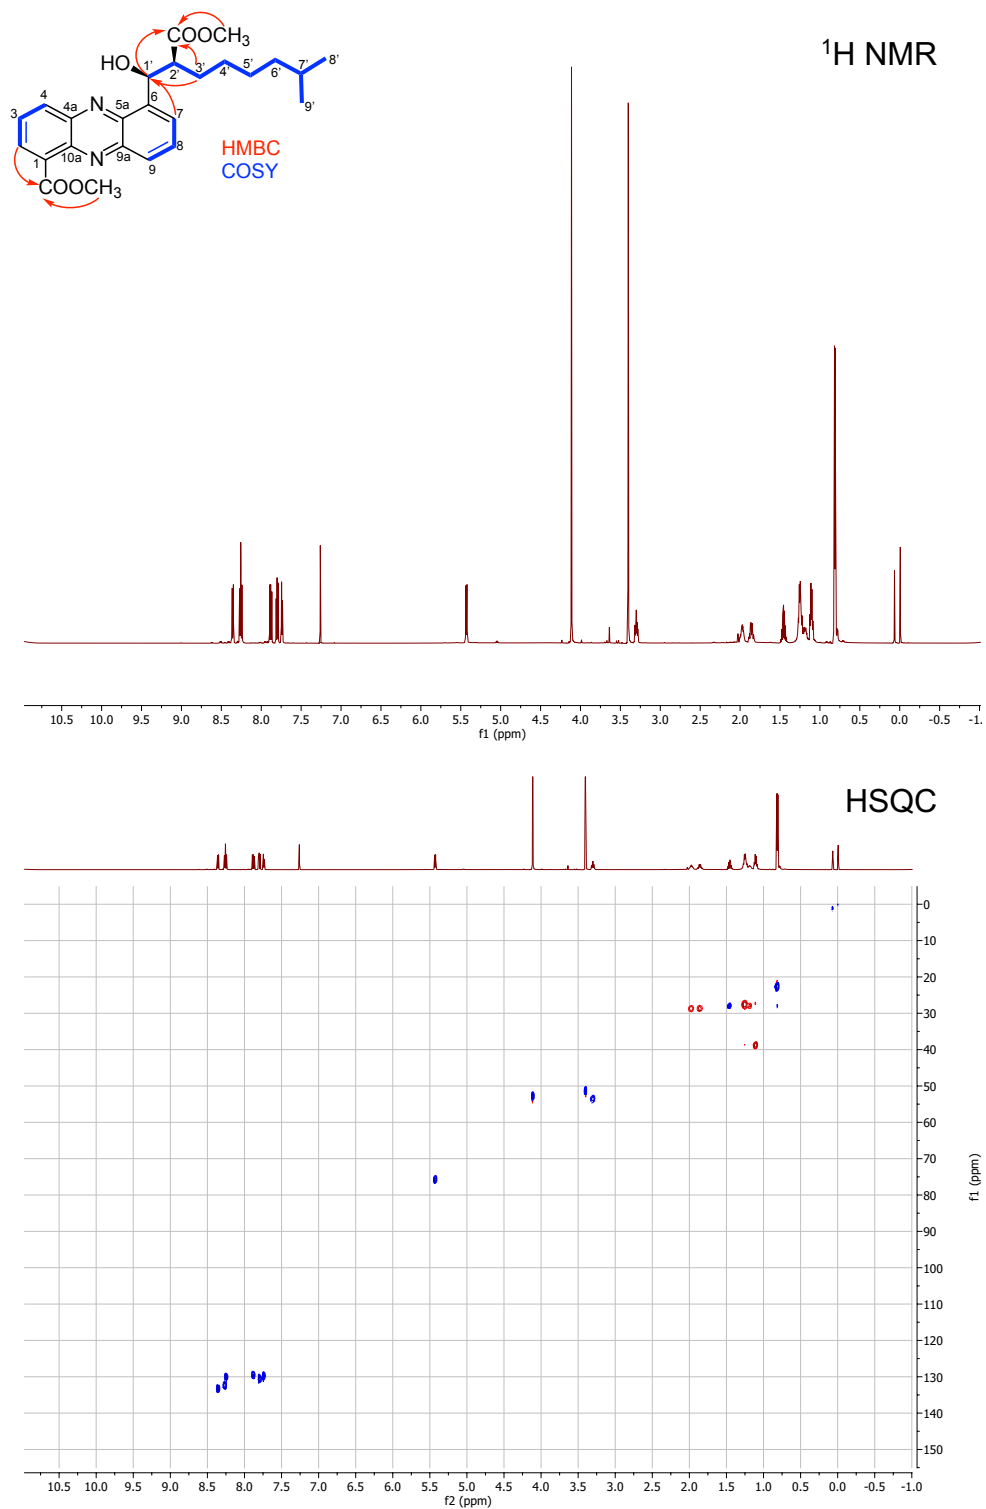 COOCH3
¹H NMR
HO
1'
2'
3'
4'
5'
6'
7'
8'
9'
4
3
4a
N
5a
6
7
8
9
9a
N
10a
1
COOCH3
HMBC
COSY
10.5 10.0 9.5 9.0 8.5 8.0 7.5 7.0 6.5 6.0 5.5 5.0 4.5 4.0 3.5 3.0 2.5 2.0 1.5 1.0 0.5 0.0 -0.5 -1.
f1 (ppm)
HSQC
0
10
20
30
40
50
60
70
80
90
100
110
120
130
140
150
f1 (ppm)
10.5 10.0 9.5 9.0 8.5 8.0 7.5 7.0 6.5 6.0 5.5 5.0 4.5 4.0 3.5 3.0 2.5 2.0 1.5 1.0 0.5 0.0 -0.5 -1.0
f2 (ppm)